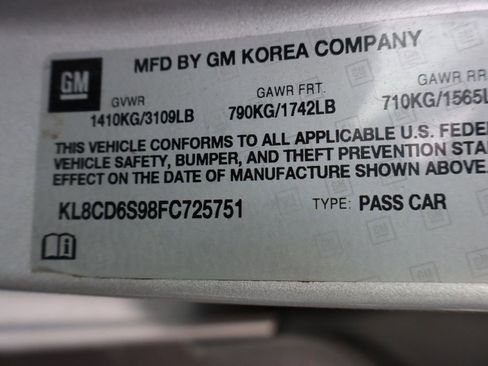 GM
MFD BY GM KOREA COMPANY
GVWR GAWR FRT. GAWR RR
1410KG/3109LB 790KG/1742LB 710KG/1565L
THIS VEHICLE CONFORMS TO ALL APPLICABLE U.S. FEDE
VEHICLE SAFETY, BUMPER, AND THEFT PREVENTION STA
EFFECT ON THE DATE OF MANUFACTURE SHOWN ABOVE.
KL8CD6S98FC725751 TYPE: PASS CAR